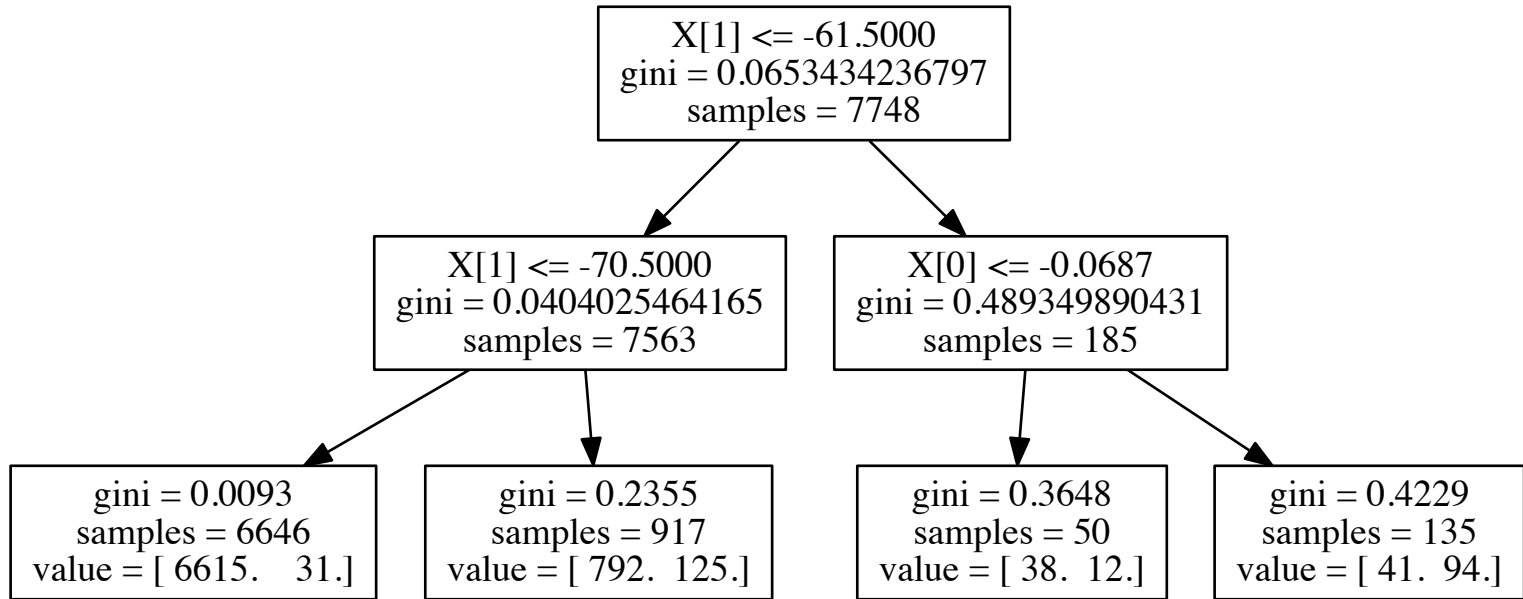 X[1] <= -61.5000
gini = 0.0653434236797
samples = 7748
X[1] <= -70.5000
gini = 0.0404025464165
samples = 7563
X[0] <= -0.0687
gini = 0.489349890431
samples = 185
gini = 0.0093
samples = 6646
value = [ 6615.    31.]
gini = 0.2355
samples = 917
value = [ 792.  125.]
gini = 0.3648
samples = 50
value = [ 38.  12.]
gini = 0.4229
samples = 135
value = [ 41.  94.]